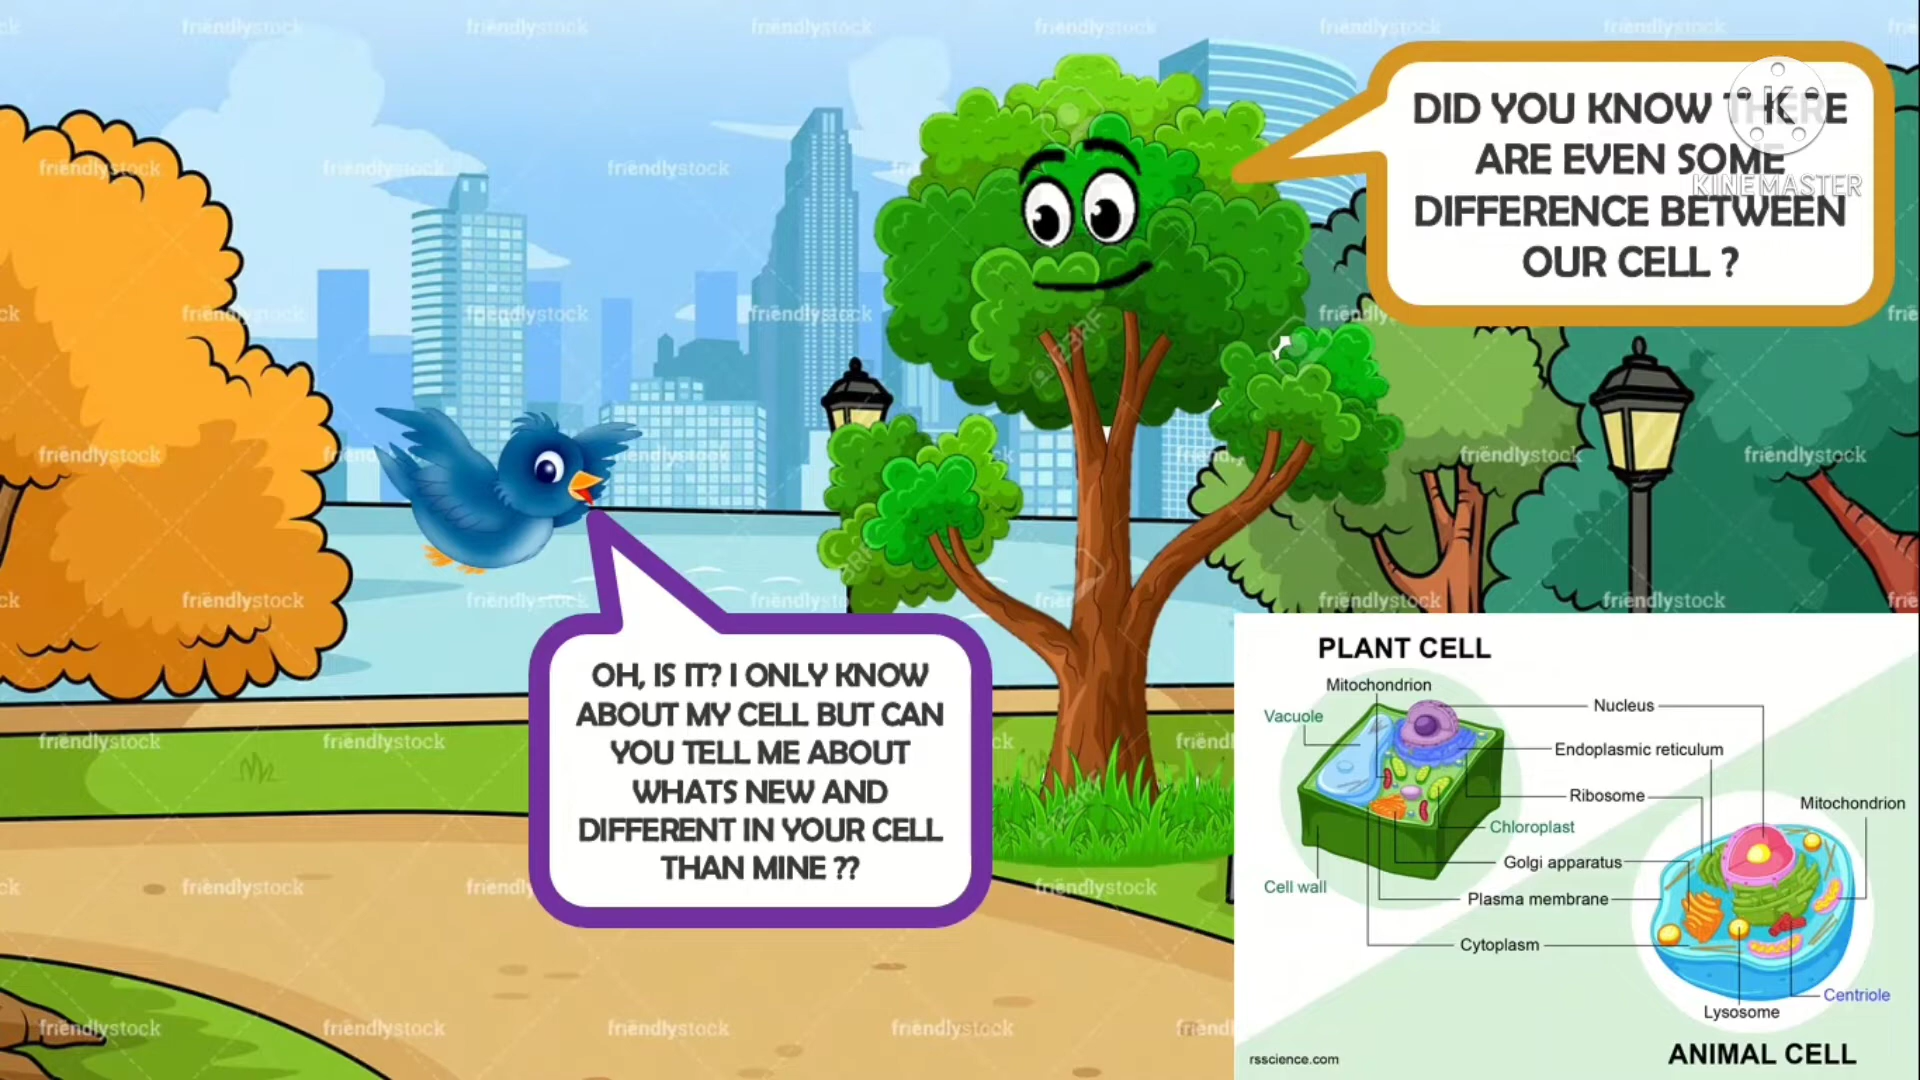 DID YOU KNOW THERE
ARE EVEN SOME
DIFFERENCE BETWEEN
OUR CELL ?
KINEMASTER
OH, IS IT? I ONLY KNOW
ABOUT MY CELL BUT CAN
YOU TELL ME ABOUT
WHATS NEW AND
DIFFERENT IN YOUR CELL
THAN MINE ??
PLANT CELL
Mitochondrion
Vacuole
Nucleus
Endoplasmic reticulum
Ribosome
Mitochondrion
Chloroplast
Golgi apparatus
Cell wall
Plasma membrane
Cytoplasm
Centriole
Lysosome
rsscience.com
ANIMAL CELL
friendlystock